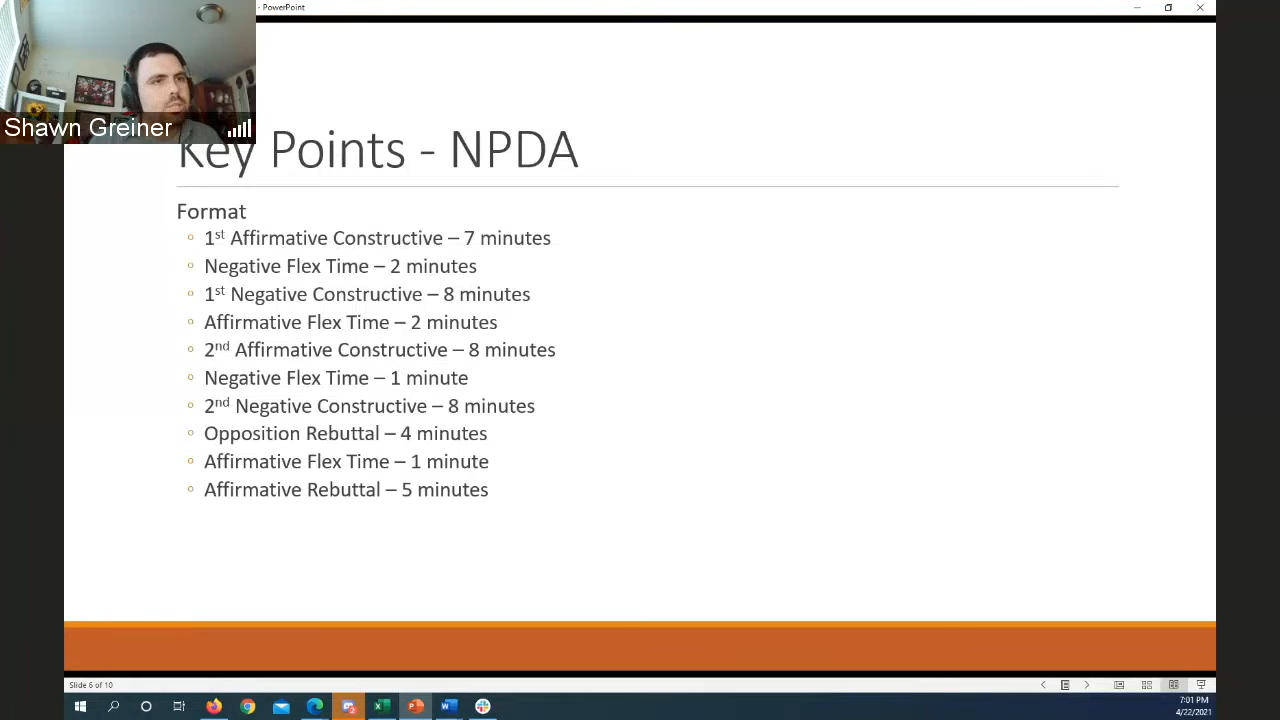 - PowerPoint
Shawn Greiner
Key Points - NPDA
Format
1st Affirmative Constructive – 7 minutes
Negative Flex Time – 2 minutes
1st Negative Constructive – 8 minutes
Affirmative Flex Time – 2 minutes
2nd Affirmative Constructive – 8 minutes
Negative Flex Time – 1 minute
2nd Negative Constructive – 8 minutes
Opposition Rebuttal – 4 minutes
Affirmative Flex Time – 1 minute
Affirmative Rebuttal – 5 minutes
Slide 6 of 10
7:01 PM
4/22/2021